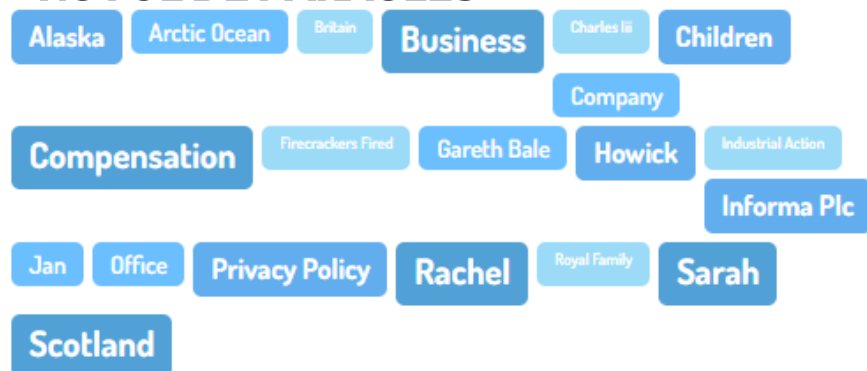 Alaska Arctic Ocean Britain Business Charles Iii Children
Company
Compensation Firecrackers Fired Gareth Bale Howick Industrial Action
Informa Plc
Jan Office Privacy Policy Rachel Royal Family Sarah
Scotland